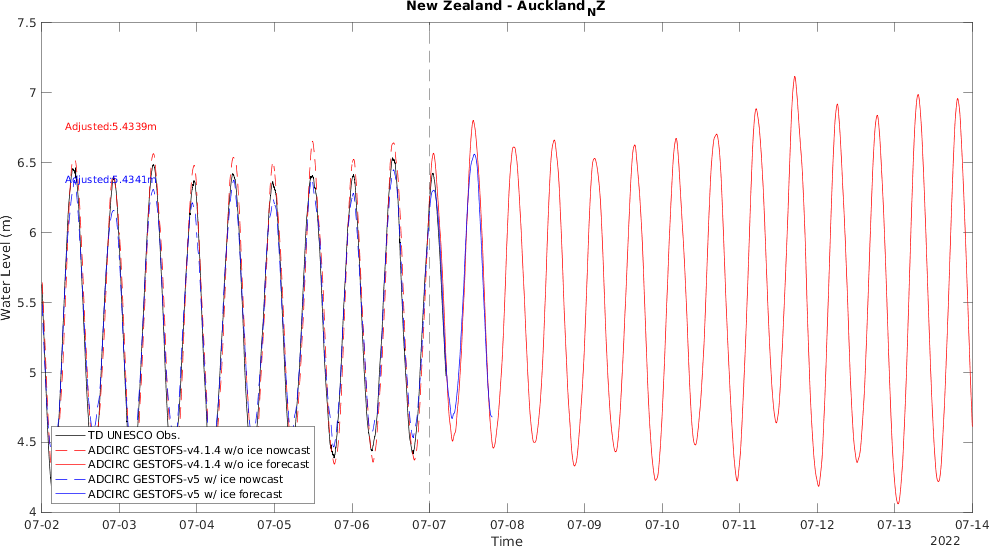 New Zealand - Auckland_NZ
7.5
7
6.5
6
5.5
5
4.5
4
Water Level (m)
Adjusted:5.4339m
Adjusted:5.4341m
TD UNESCO Obs.
ADCIRC GESTOFS-v4.1.4 w/o ice nowcast
ADCIRC GESTOFS-v4.1.4 w/o ice forecast
ADCIRC GESTOFS-v5 w/ ice nowcast
ADCIRC GESTOFS-v5 w/ ice forecast
07-02 07-03 07-04 07-05 07-06 07-07 07-08 07-09 07-10 07-11 07-12 07-13 07-14
Time
2022